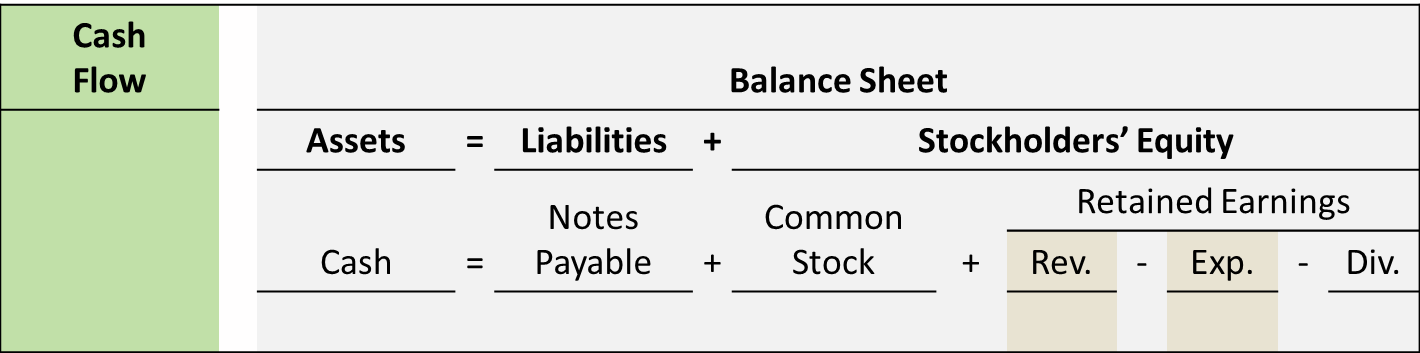 Cash
Flow
Balance Sheet
Assets = Liabilities + Stockholders’ Equity
Retained Earnings
Notes Common
Cash = Payable + Stock + Rev. - Exp. - Div.